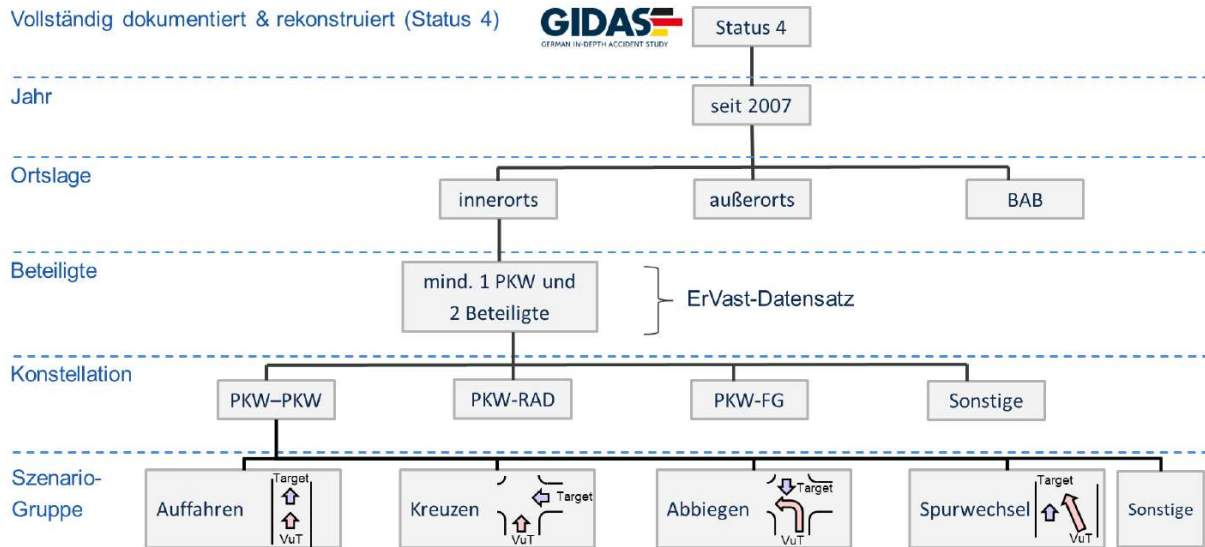 Vollständig dokumentiert & rekonstruiert (Status 4)
GIDAS
GERMAN IN-DEPTH ACCIDENT STUDY
Status 4
Jahr
seit 2007
Ortslage
innerorts
außerorts
BAB
Beteiligte
mind. 1 PKW und
2 Beteiligte
ErVast-Datensatz
Konstellation
PKW–PKW
PKW-RAD
PKW-FG
Sonstige
Szenario-
Gruppe
Auffahren
Target
VuT
Kreuzen
Target
VuT
Abbiegen
Target
VuT
Spurwechsel
Target
VuT
Sonstige